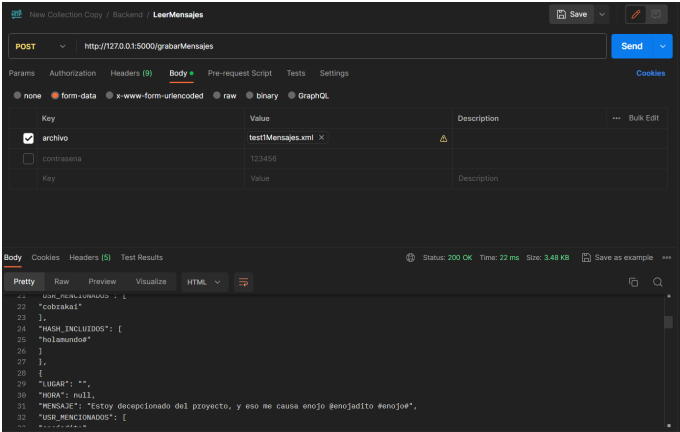 New Collection Copy / Backend / LeerMensajes
Save
POST http://127.0.0.1:5000/grabarMensajes Send
Params Authorization Headers (9) Body Pre-request Script Tests Settings Cookies
none form-data x-www-form-urlencoded raw binary GraphQL
Key Value Description Bulk Edit
archivo test1Mensajes.xml
contrasena 123456
Key Value Description
Body Cookies Headers (5) Test Results Status: 200 OK Time: 22 ms Size: 3.48 KB Save as example
Pretty Raw Preview Visualize HTML
21 "USR_MENCIONADOS": [
22 "cobrakai"
23 ],
24 "HASH_INCLUIDOS": [
25 "holamundo#"
26 ]
27 },
28 {
29 "LUGAR": "",
30 "HORA": null,
31 "MENSAJE": "Estoy decepcionado del proyecto, y eso me causa enojo @enojadito #enojo#",
32 "USR_MENCIONADOS": [